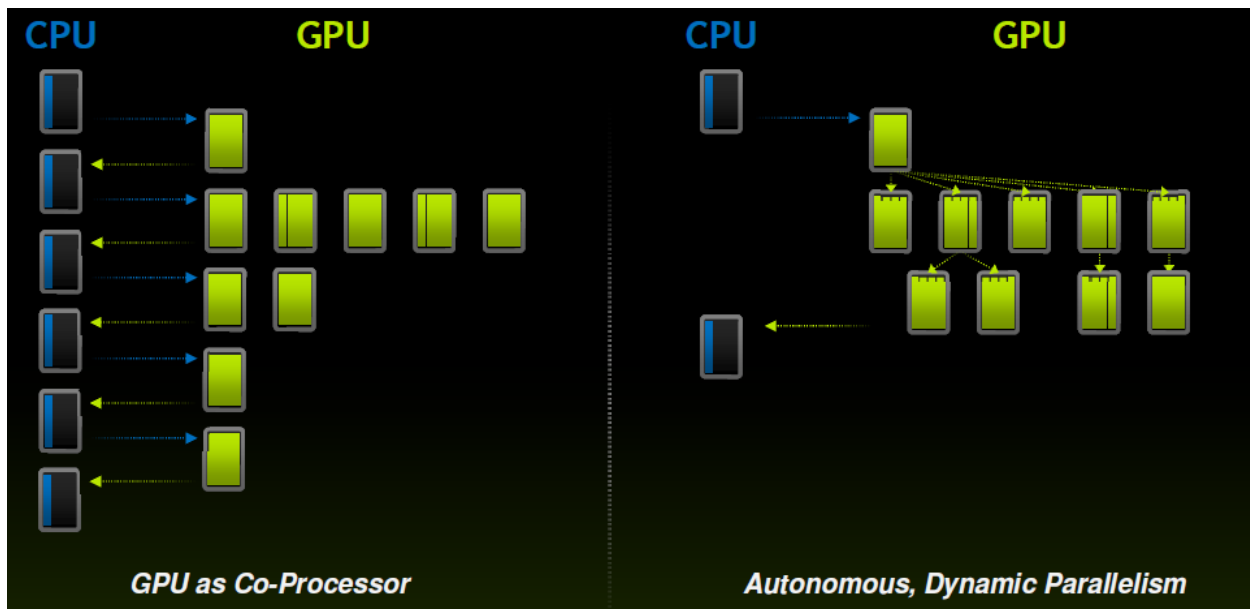 CPU
GPU
CPU
GPU
GPU as Co-Processor
Autonomous, Dynamic Parallelism